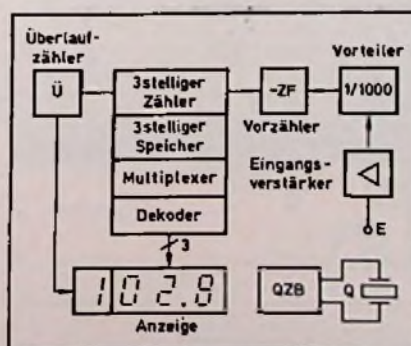 Überlauf-
zähler
Ü
3stelliger
Zähler
3stelliger
Speicher
Multiplexer
Dekoder
3
102.8
Anzeige
-ZF
Vorzähler
Vorteiler
1/1000
Eingangs-
verstärker
E
QZB
Q